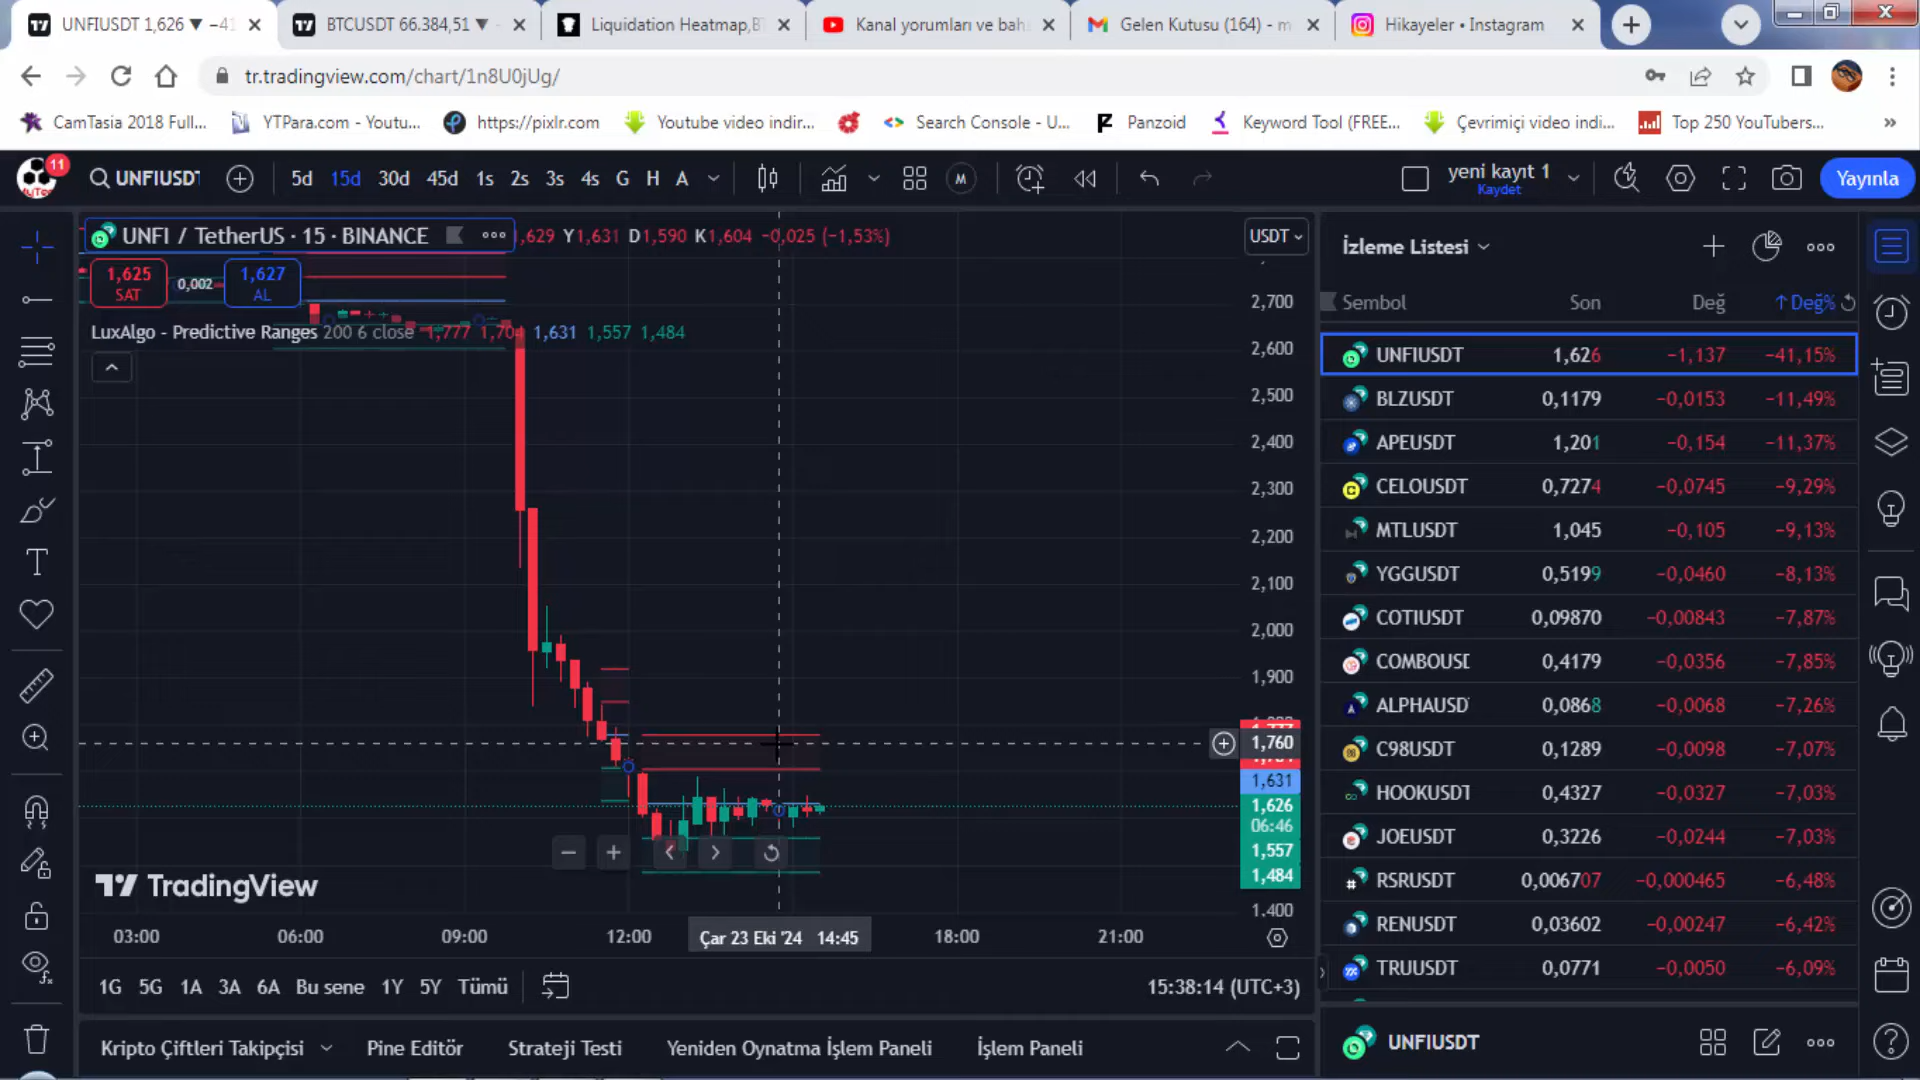 UNFIUSDT 1,626 ▼ −41
BTCUSDT 66.384,51 ▼
Liquidation Heatmap,B
Kanal yorumları ve bah
Gelen Kutusu (164) - m
Hikayeler • Instagram
tr.tradingview.com/chart/1n8U0jUg/
CamTasia 2018 Full...
YTPara.com - Youtu...
https://pixlr.com
Youtube video indir...
Search Console - U...
Panzoid
Keyword Tool (FREE...
Çevrimiçi video indi...
Top 250 YouTubers...
11
UNFIUSDT
5d 15d 30d 45d 1s 2s 3s 4s G H A
M
yeni kayıt 1
Kaydet
Yayınla
UNFI / TetherUS · 15 · BINANCE
1,629 Y1,631 D1,590 K1,604 −0,025 (−1,53%)
USDT
1,625
SAT
0,002
1,627
AL
LuxAlgo - Predictive Ranges 200 6 close 1,777 1,704 1,631 1,557 1,484
2,700
2,600
2,500
2,400
2,300
2,200
2,100
2,000
1,900
1,777
1,760
1,631
1,626
06:46
1,557
1,484
1,400
TradingView
03:00 06:00 09:00 12:00 Çar 23 Eki '24 14:45 18:00 21:00
1G 5G 1A 3A 6A Bu sene 1Y 5Y Tümü
15:38:14 (UTC+3)
Kripto Çiftleri Takipçisi
Pine Editör
Strateji Testi
Yeniden Oynatma İşlem Paneli
İşlem Paneli
İzleme Listesi
Sembol Son Değ ↑ Değ%
UNFIUSDT 1,626 −1,137 −41,15%
BLZUSDT 0,1179 −0,0153 −11,49%
APEUSDT 1,201 −0,154 −11,37%
CELOUSDT 0,7274 −0,0745 −9,29%
MTLUSDT 1,045 −0,105 −9,13%
YGGUSDT 0,5199 −0,0460 −8,13%
COTIUSDT 0,09870 −0,00843 −7,87%
COMBOUSD 0,4179 −0,0356 −7,85%
ALPHAUSD 0,0868 −0,0068 −7,26%
C98USDT 0,1289 −0,0098 −7,07%
HOOKUSDT 0,4327 −0,0327 −7,03%
JOEUSDT 0,3226 −0,0244 −7,03%
RSRUSDT 0,006707 −0,000465 −6,48%
RENUSDT 0,03602 −0,00247 −6,42%
TRUUSDT 0,0771 −0,0050 −6,09%
UNFIUSDT